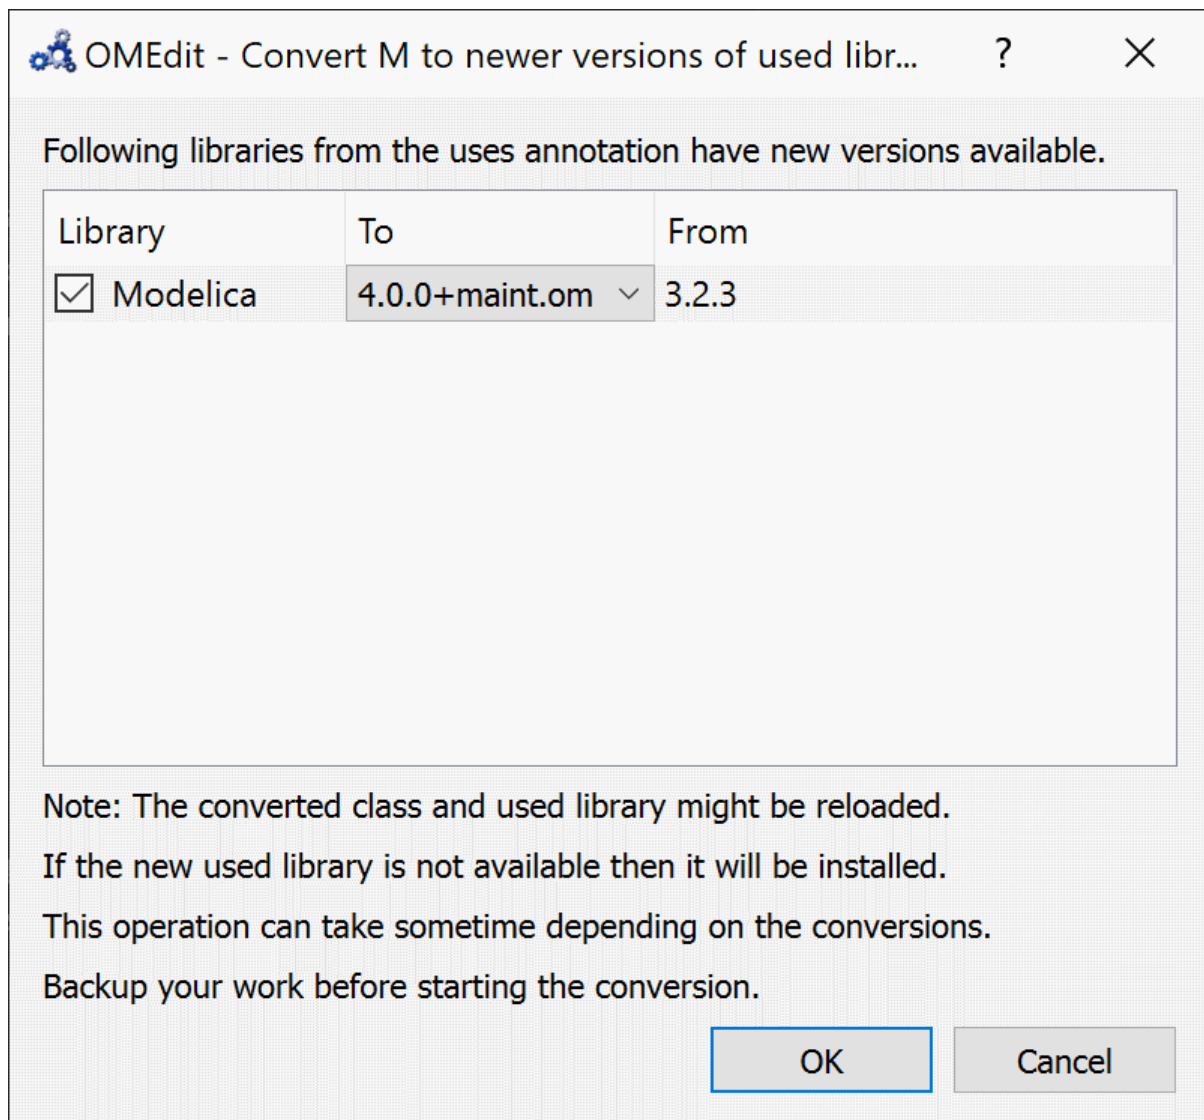 OMEdit - Convert M to newer versions of used libr... ?
Following libraries from the uses annotation have new versions available.
Library To From
Modelica 4.0.0+maint.om 3.2.3
Note: The converted class and used library might be reloaded.
If the new used library is not available then it will be installed.
This operation can take sometime depending on the conversions.
Backup your work before starting the conversion.
OK Cancel